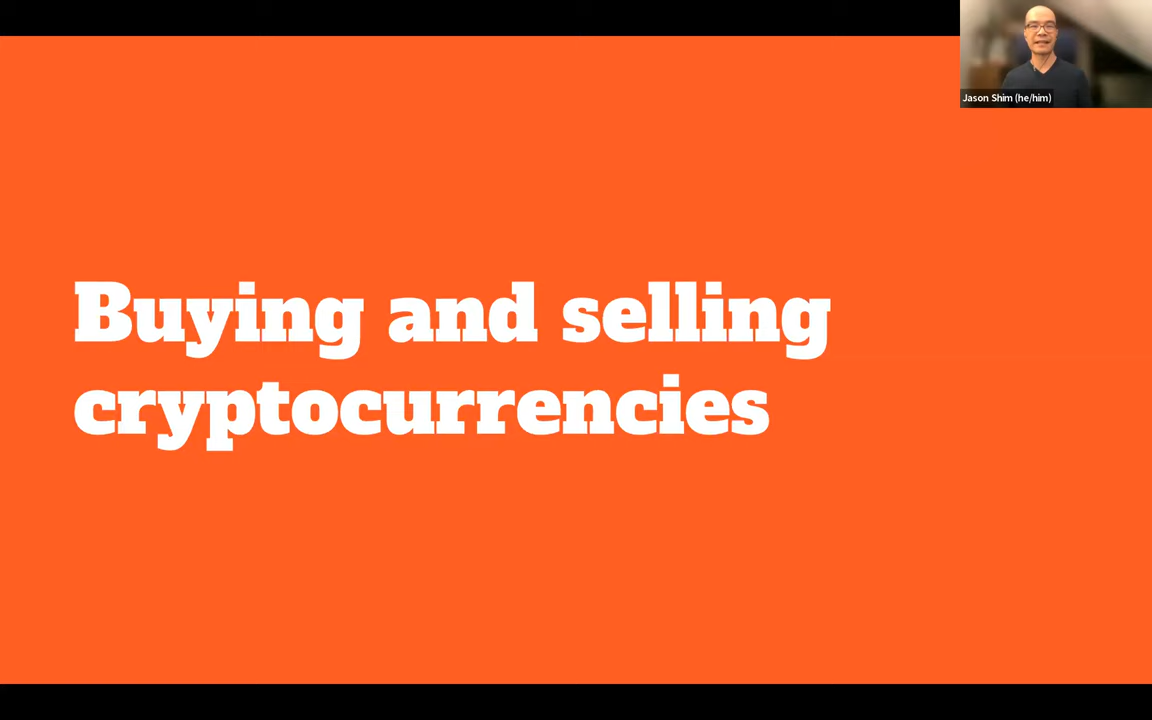 Jason Shim (he/him)
Buying and selling
cryptocurrencies